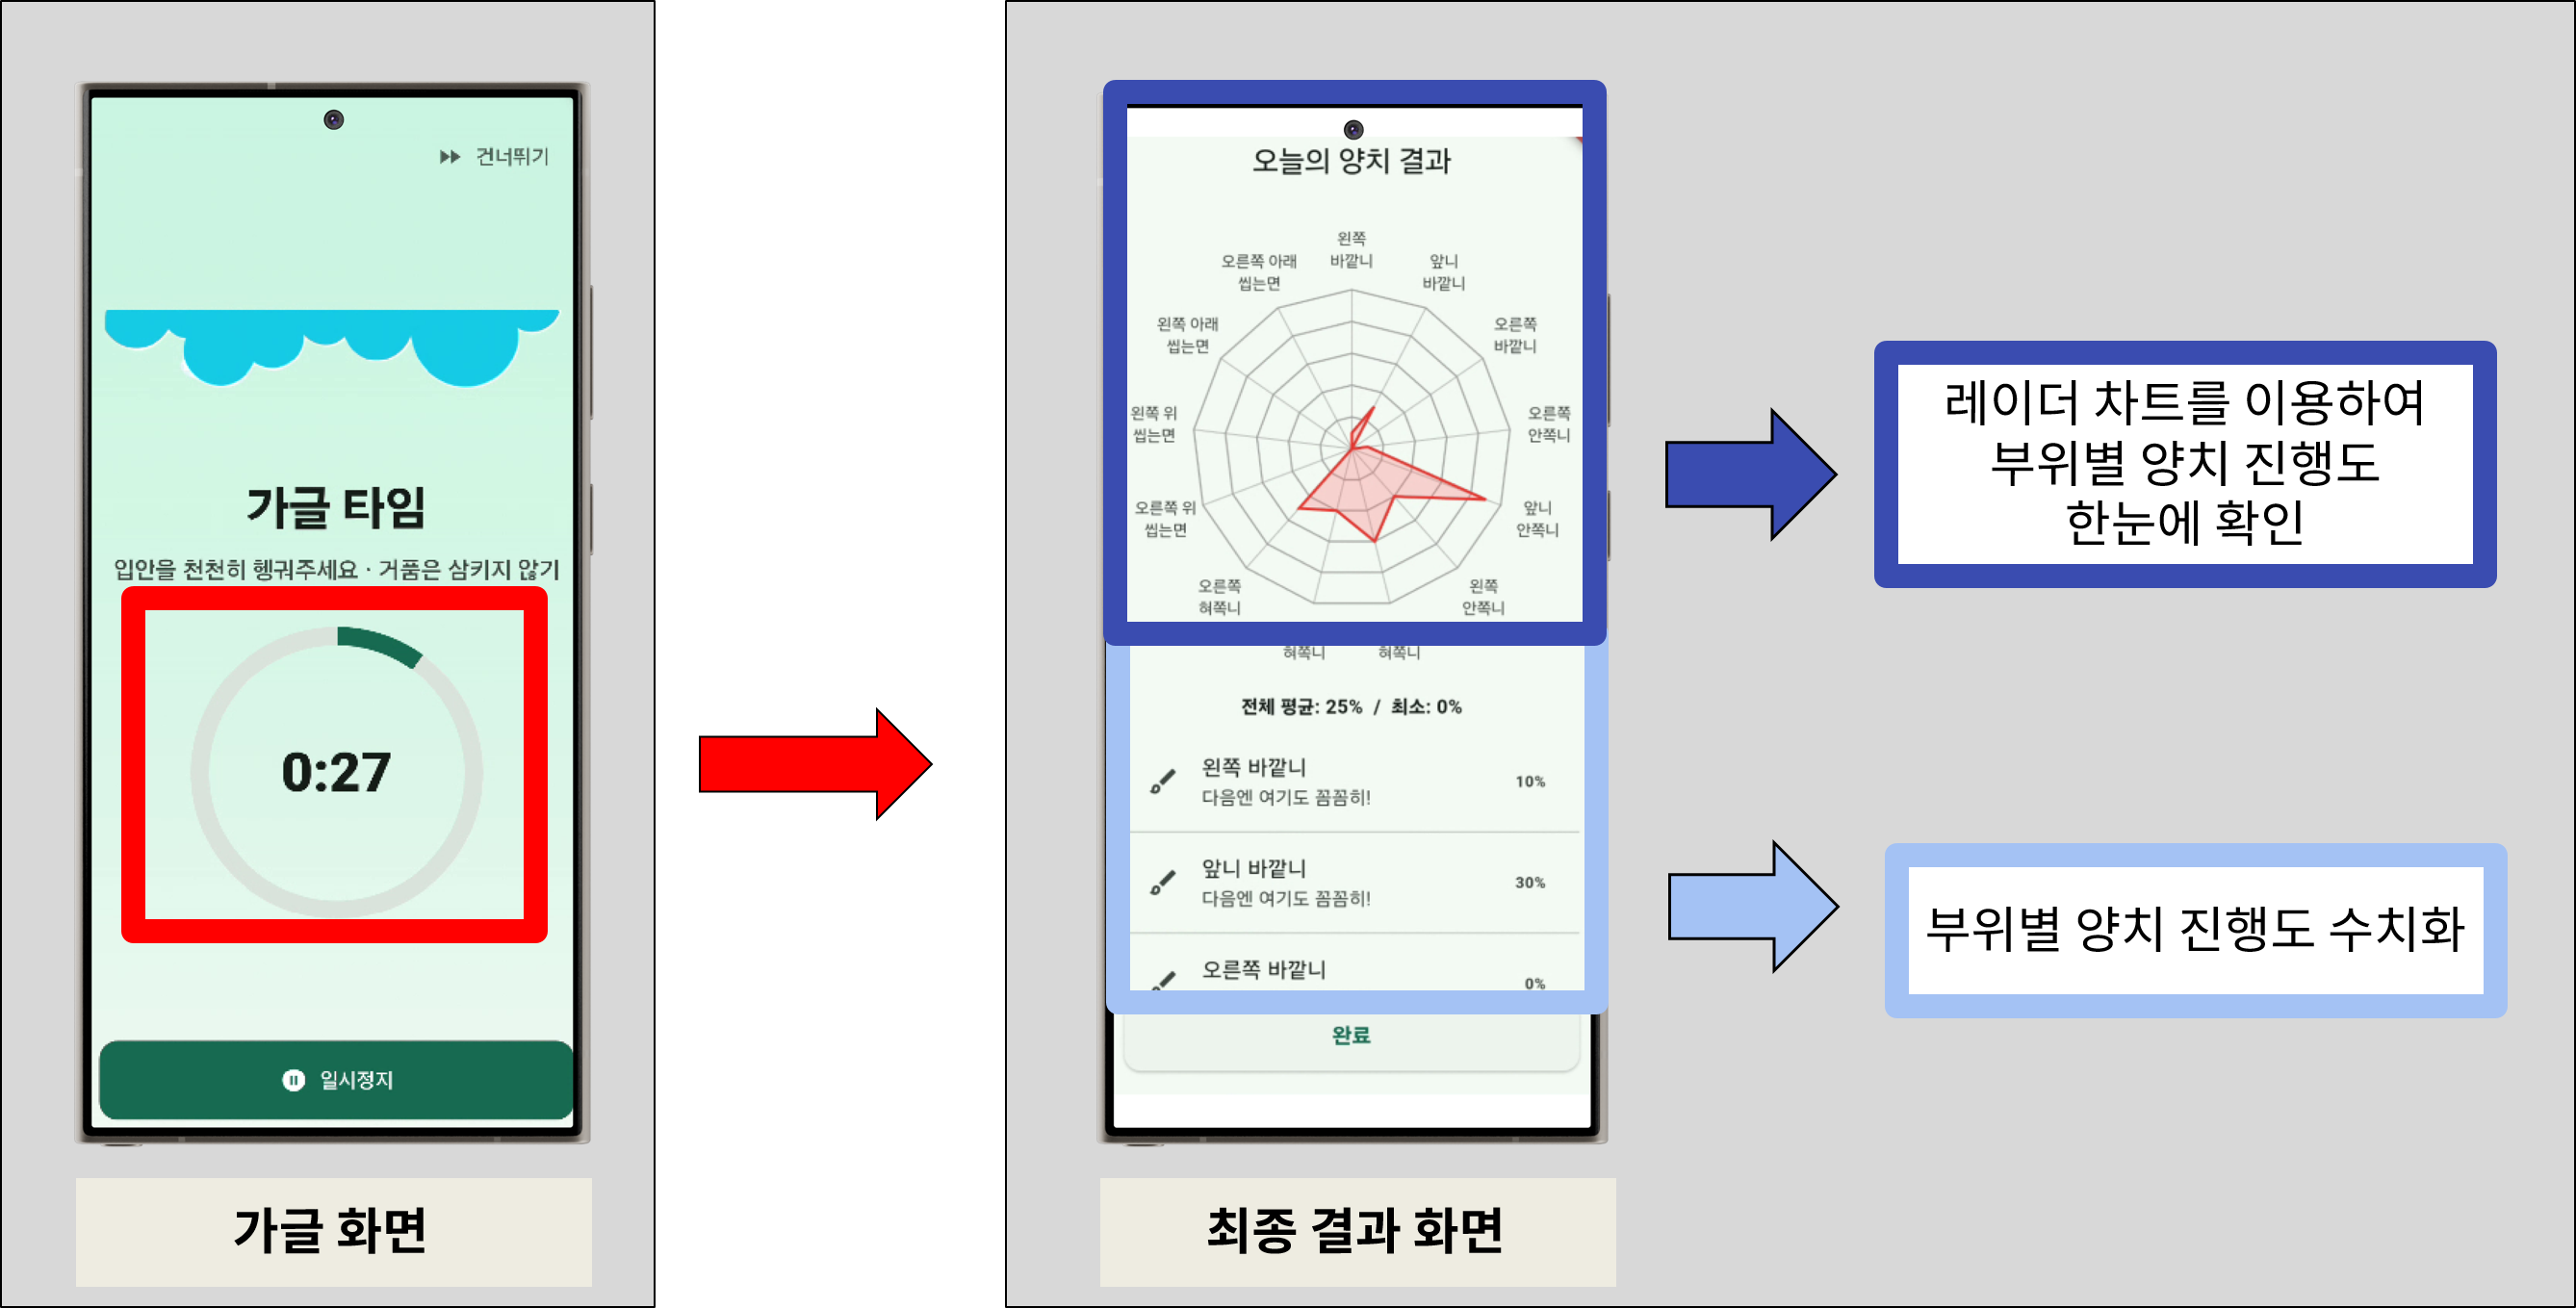 건너뛰기
가글 타임
입안을 천천히 헹궈주세요 · 거품은 삼키지 않기
0:27
일시정지
가글 화면
오늘의 양치 결과
왼쪽
바깥니
앞니
바깥니
오른쪽
바깥니
오른쪽
안쪽니
앞니
안쪽니
왼쪽
안쪽니
혀쪽니
혀쪽니
오른쪽
혀쪽니
오른쪽 위
씹는면
왼쪽 위
씹는면
왼쪽 아래
씹는면
오른쪽 아래
씹는면
전체 평균: 25% / 최소: 0%
왼쪽 바깥니
다음엔 여기도 꼼꼼히!
10%
앞니 바깥니
다음엔 여기도 꼼꼼히!
30%
오른쪽 바깥니
0%
완료
최종 결과 화면
레이더 차트를 이용하여
부위별 양치 진행도
한눈에 확인
부위별 양치 진행도 수치화